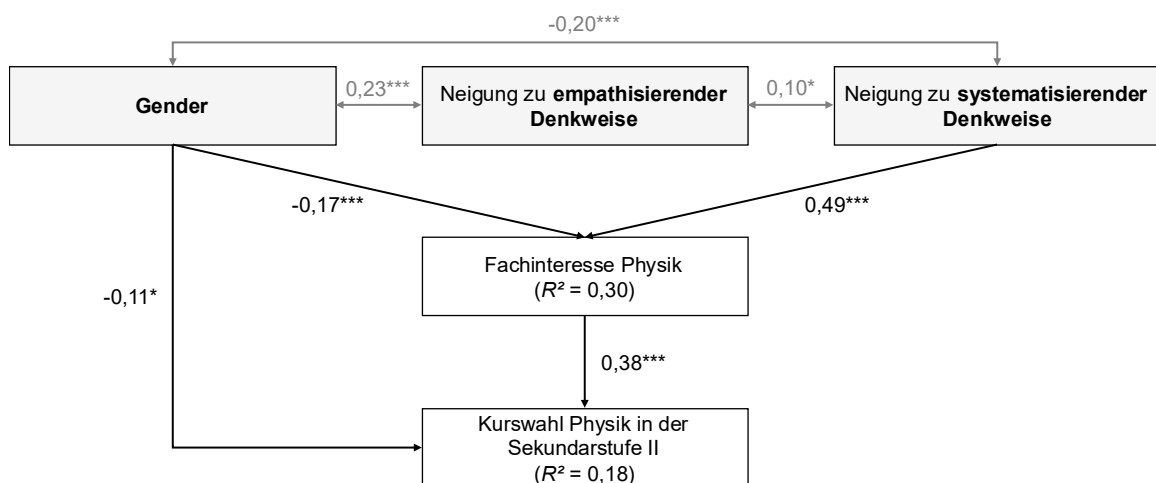 -0,20***
Gender
0,23***
Neigung zu empathisierender
Denkweise
0,10*
Neigung zu systematisierender
Denkweise
-0,17***
0,49***
Fachinteresse Physik
(R² = 0,30)
-0,11*
0,38***
Kurswahl Physik in der
Sekundarstufe II
(R² = 0,18)